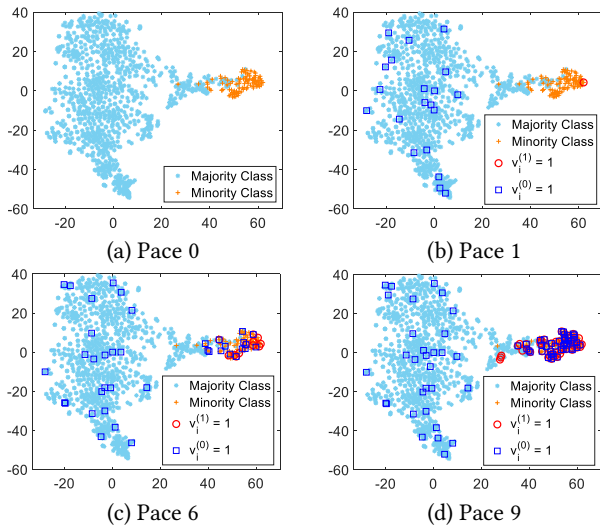 40
20
0
-20
-40
-60
-20 0 20 40 60
Majority Class
Minority Class
(a) Pace 0
40
20
0
-20
-40
-60
-20 0 20 40 60
Majority Class
Minority Class
v_i^(1) = 1
v_i^(0) = 1
(b) Pace 1
40
20
0
-20
-40
-60
-20 0 20 40 60
Majority Class
Minority Class
v_i^(1) = 1
v_i^(0) = 1
(c) Pace 6
40
20
0
-20
-40
-60
-20 0 20 40 60
Majority Class
Minority Class
v_i^(1) = 1
v_i^(0) = 1
(d) Pace 9